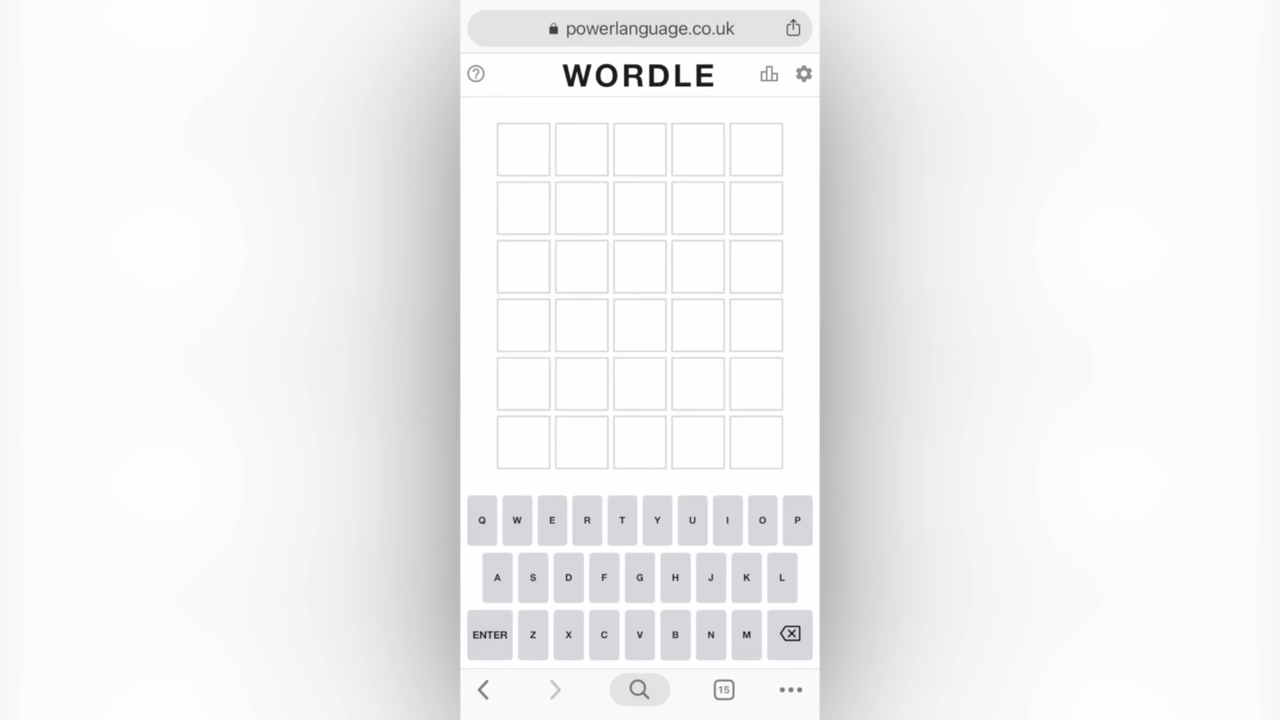 powerlanguage.co.uk
WORDLE
Q W E R T Y U I O P
A S D F G H J K L
ENTER Z X C V B N M
15